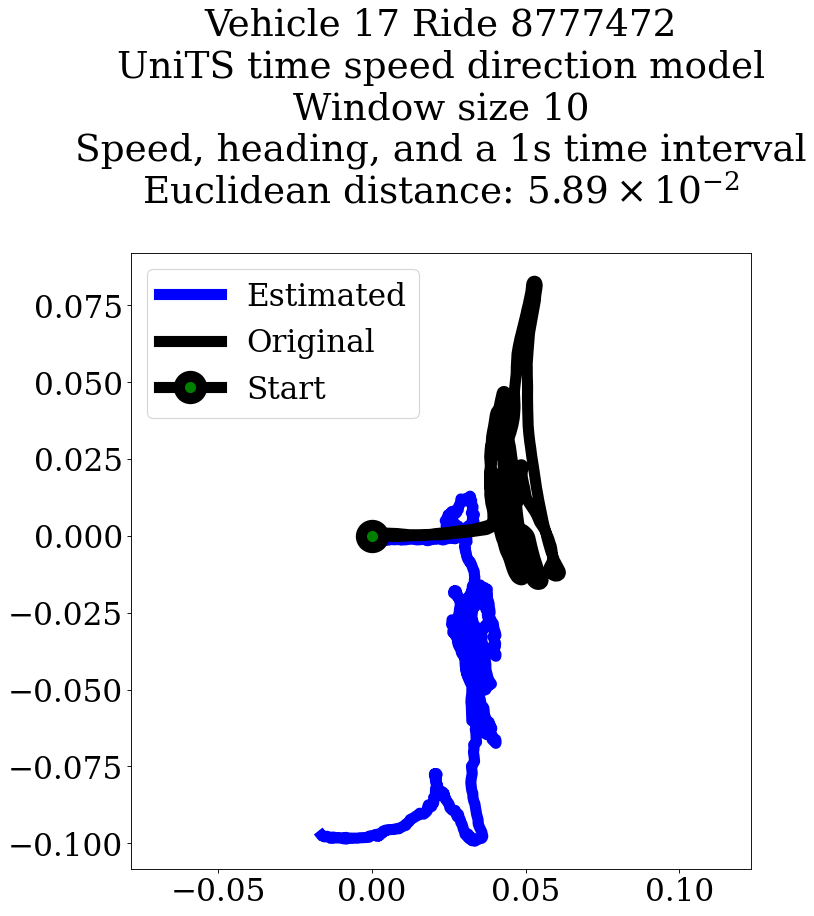 Vehicle 17 Ride 8777472
UniTS time speed direction model
Window size 10
Speed, heading, and a 1s time interval
Euclidean distance: 5.89 × 10⁻²
Estimated
Original
Start
0.075
0.050
0.025
0.000
−0.025
−0.050
−0.075
−0.100
−0.05 0.00 0.05 0.10